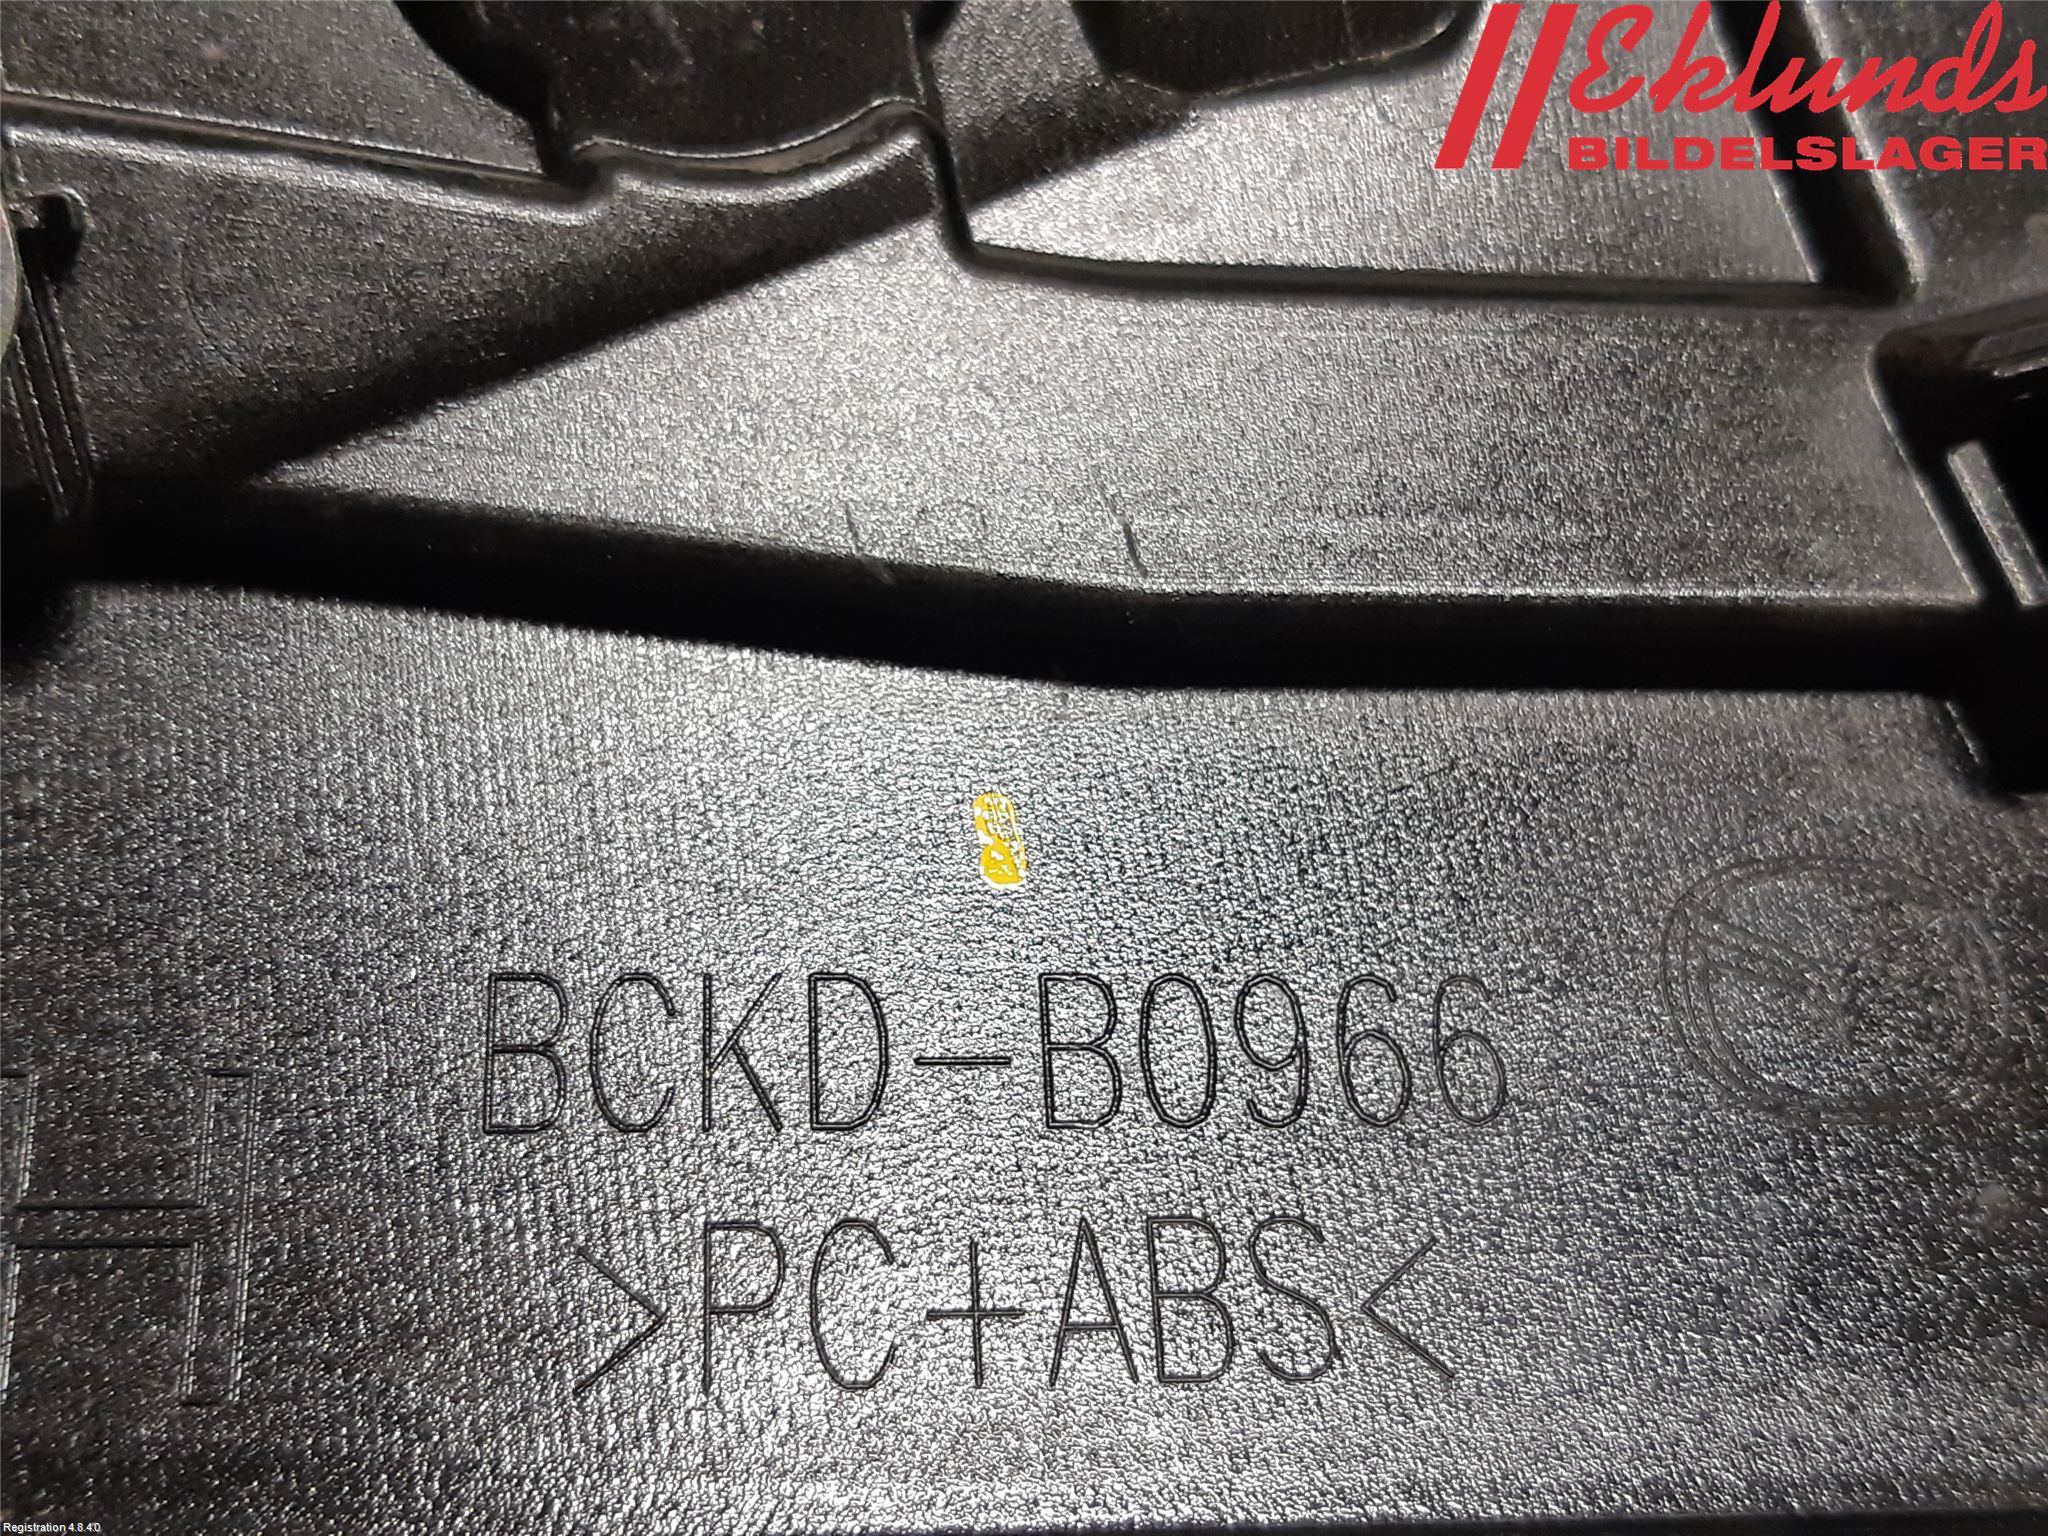 Eklunds
BILDELSLAGER
BCKD-B0966
H
>PC+ABS<
Registration 4.8.4.0